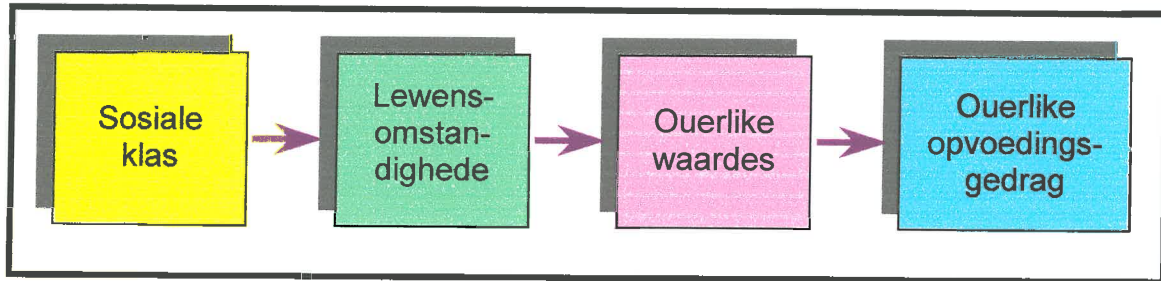 Sosiale
klas
Lewens-
omstan-
dighede
Ouerlike
waardes
Ouerlike
opvoedings-
gedrag